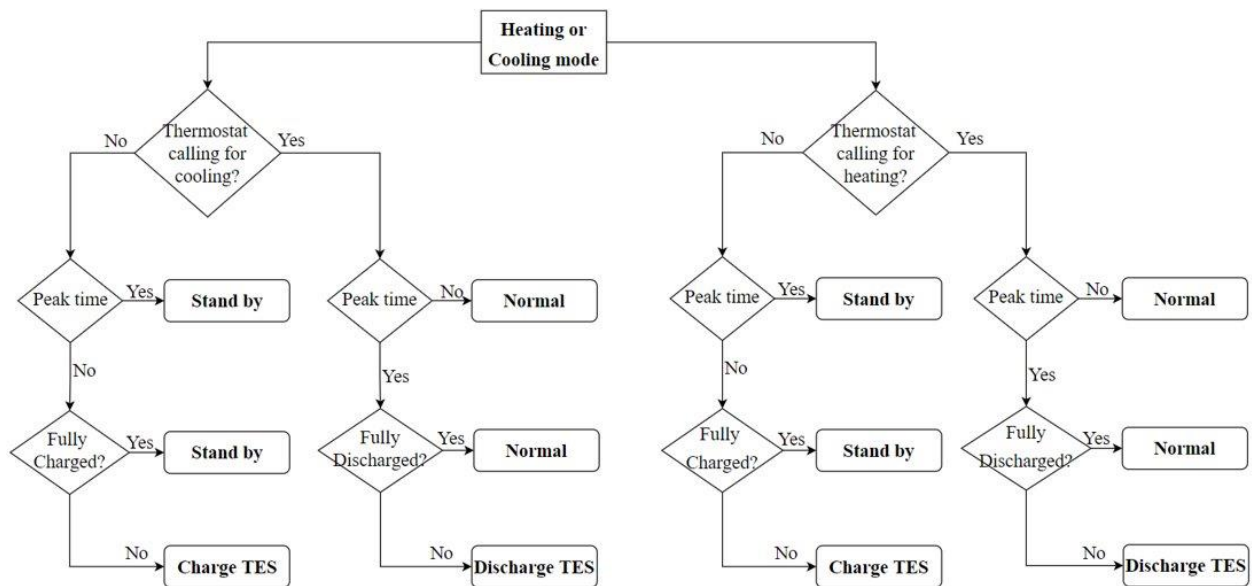 Heating or
Cooling mode
No
Thermostat
calling for
cooling?
Yes
No
Thermostat
calling for
heating?
Yes
Peak time
Yes
Stand by
Peak time
No
Normal
Peak time
Yes
Stand by
Peak time
No
Normal
No
Yes
No
Yes
Fully
Charged?
Yes
Stand by
Fully
Discharged?
Yes
Normal
Fully
Charged?
Yes
Stand by
Fully
Discharged?
Yes
Normal
No
Charge TES
No
Discharge TES
No
Charge TES
No
Discharge TES